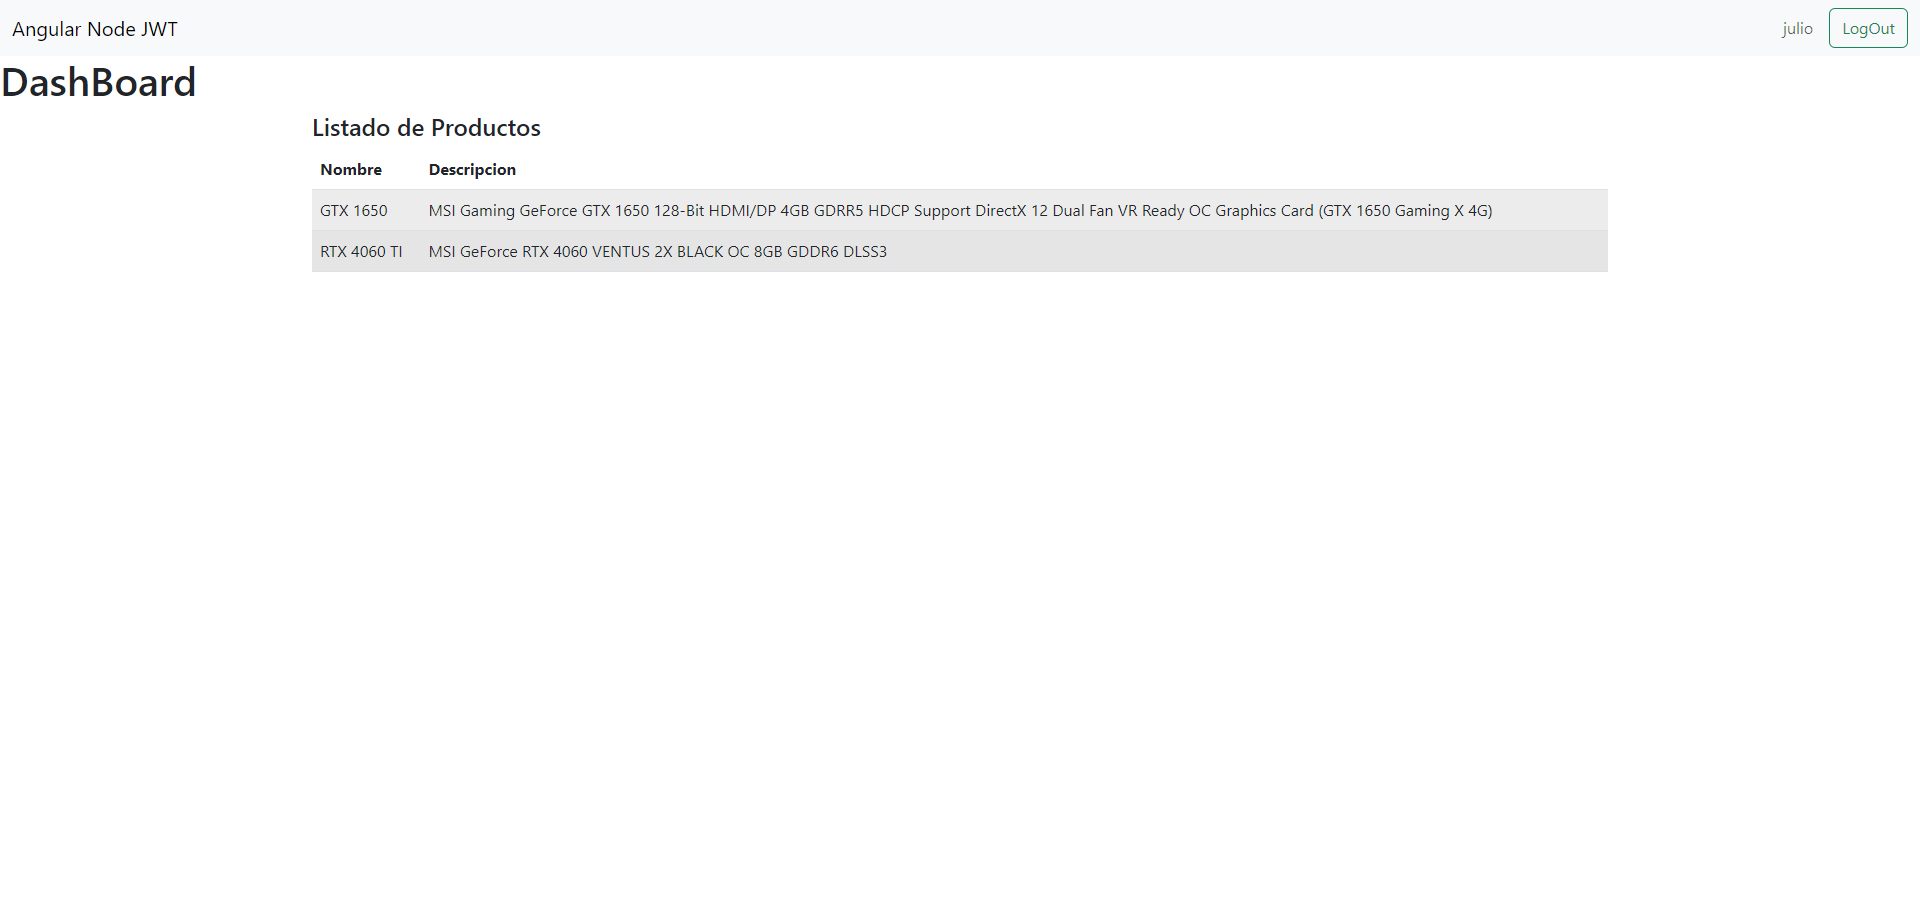 Angular Node JWT julio LogOut
DashBoard
Listado de Productos
Nombre Descripcion
GTX 1650 MSI Gaming GeForce GTX 1650 128-Bit HDMI/DP 4GB GDRR5 HDCP Support DirectX 12 Dual Fan VR Ready OC Graphics Card (GTX 1650 Gaming X 4G)
RTX 4060 TI MSI GeForce RTX 4060 VENTUS 2X BLACK OC 8GB GDDR6 DLSS3